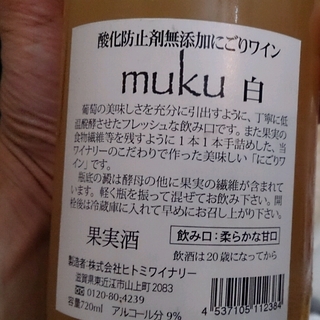 酸化防止剤無添加にごりワイン
muku 白
葡萄の美味しさを充分に引出すように、丁寧に低
温醗酵させたフレッシュな飲み口です。また果実の
食物繊維等を残すように1本1本手詰めした、当
ワイナリーのこだわりで作った美味しい「にごりワ
イン」です。
瓶底の澱は酵母の他に果実の繊維が含まれて
います。軽く瓶を振って混ぜてお飲み下さい。開
栓後は冷蔵庫に入れて早めにお召し上がり下さい。
果実酒
飲み口：柔らかな甘口
飲酒は20歳になってから
製造者：株式会社ヒトミワイナリー
滋賀県東近江市山上町2083
0120-80-4239
容量720ml アルコール分9%
4 537105 112384